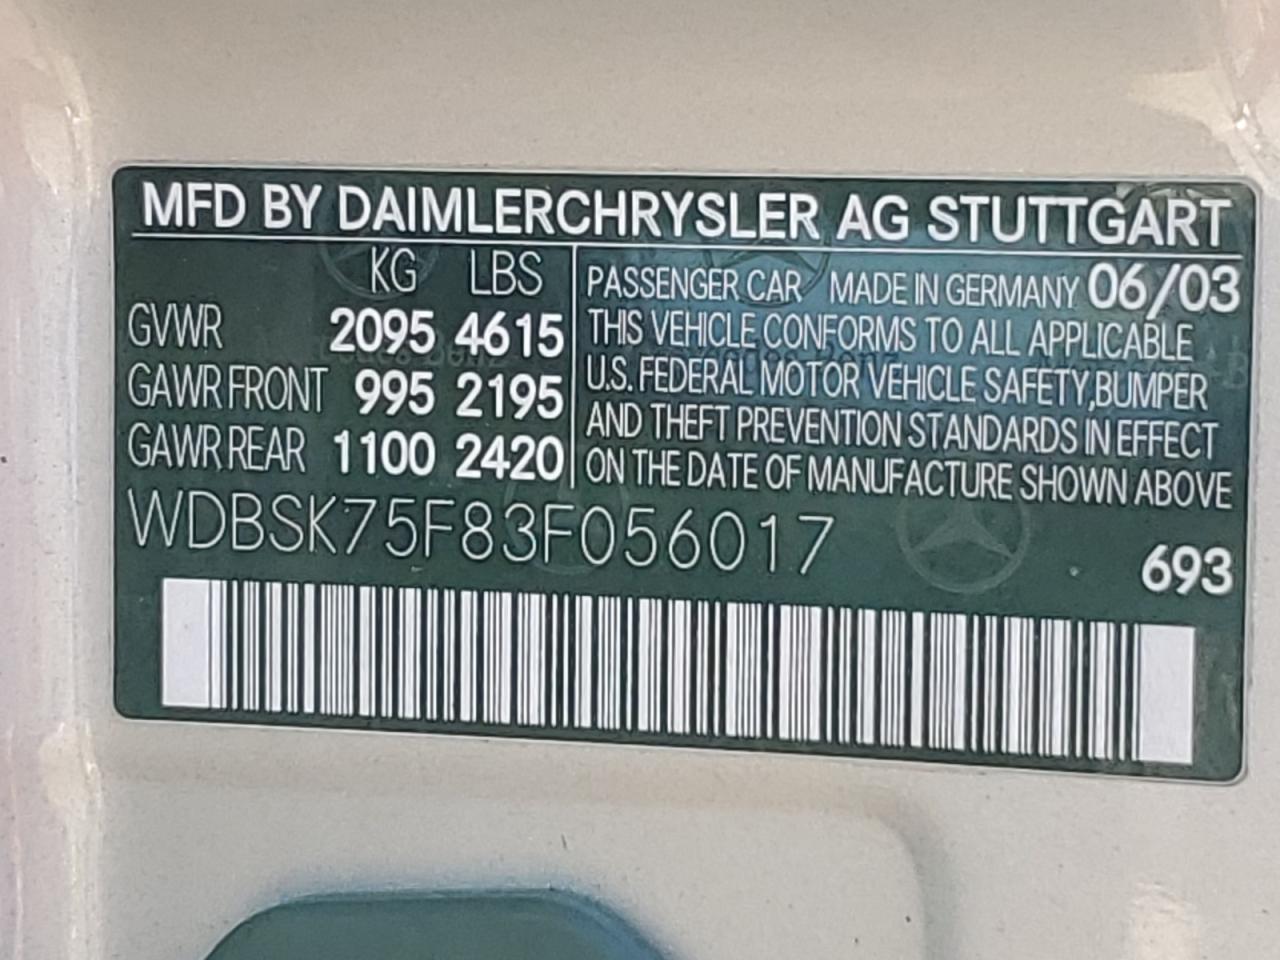 MFD BY DAIMLERCHRYSLER AG STUTTGART
KG LBS
GVWR 2095 4615
GAWR FRONT 995 2195
GAWR REAR 1100 2420
PASSENGER CAR MADE IN GERMANY 06/03
THIS VEHICLE CONFORMS TO ALL APPLICABLE
U.S. FEDERAL MOTOR VEHICLE SAFETY,BUMPER
AND THEFT PREVENTION STANDARDS IN EFFECT
ON THE DATE OF MANUFACTURE SHOWN ABOVE
WDBSK75F83F056017
693